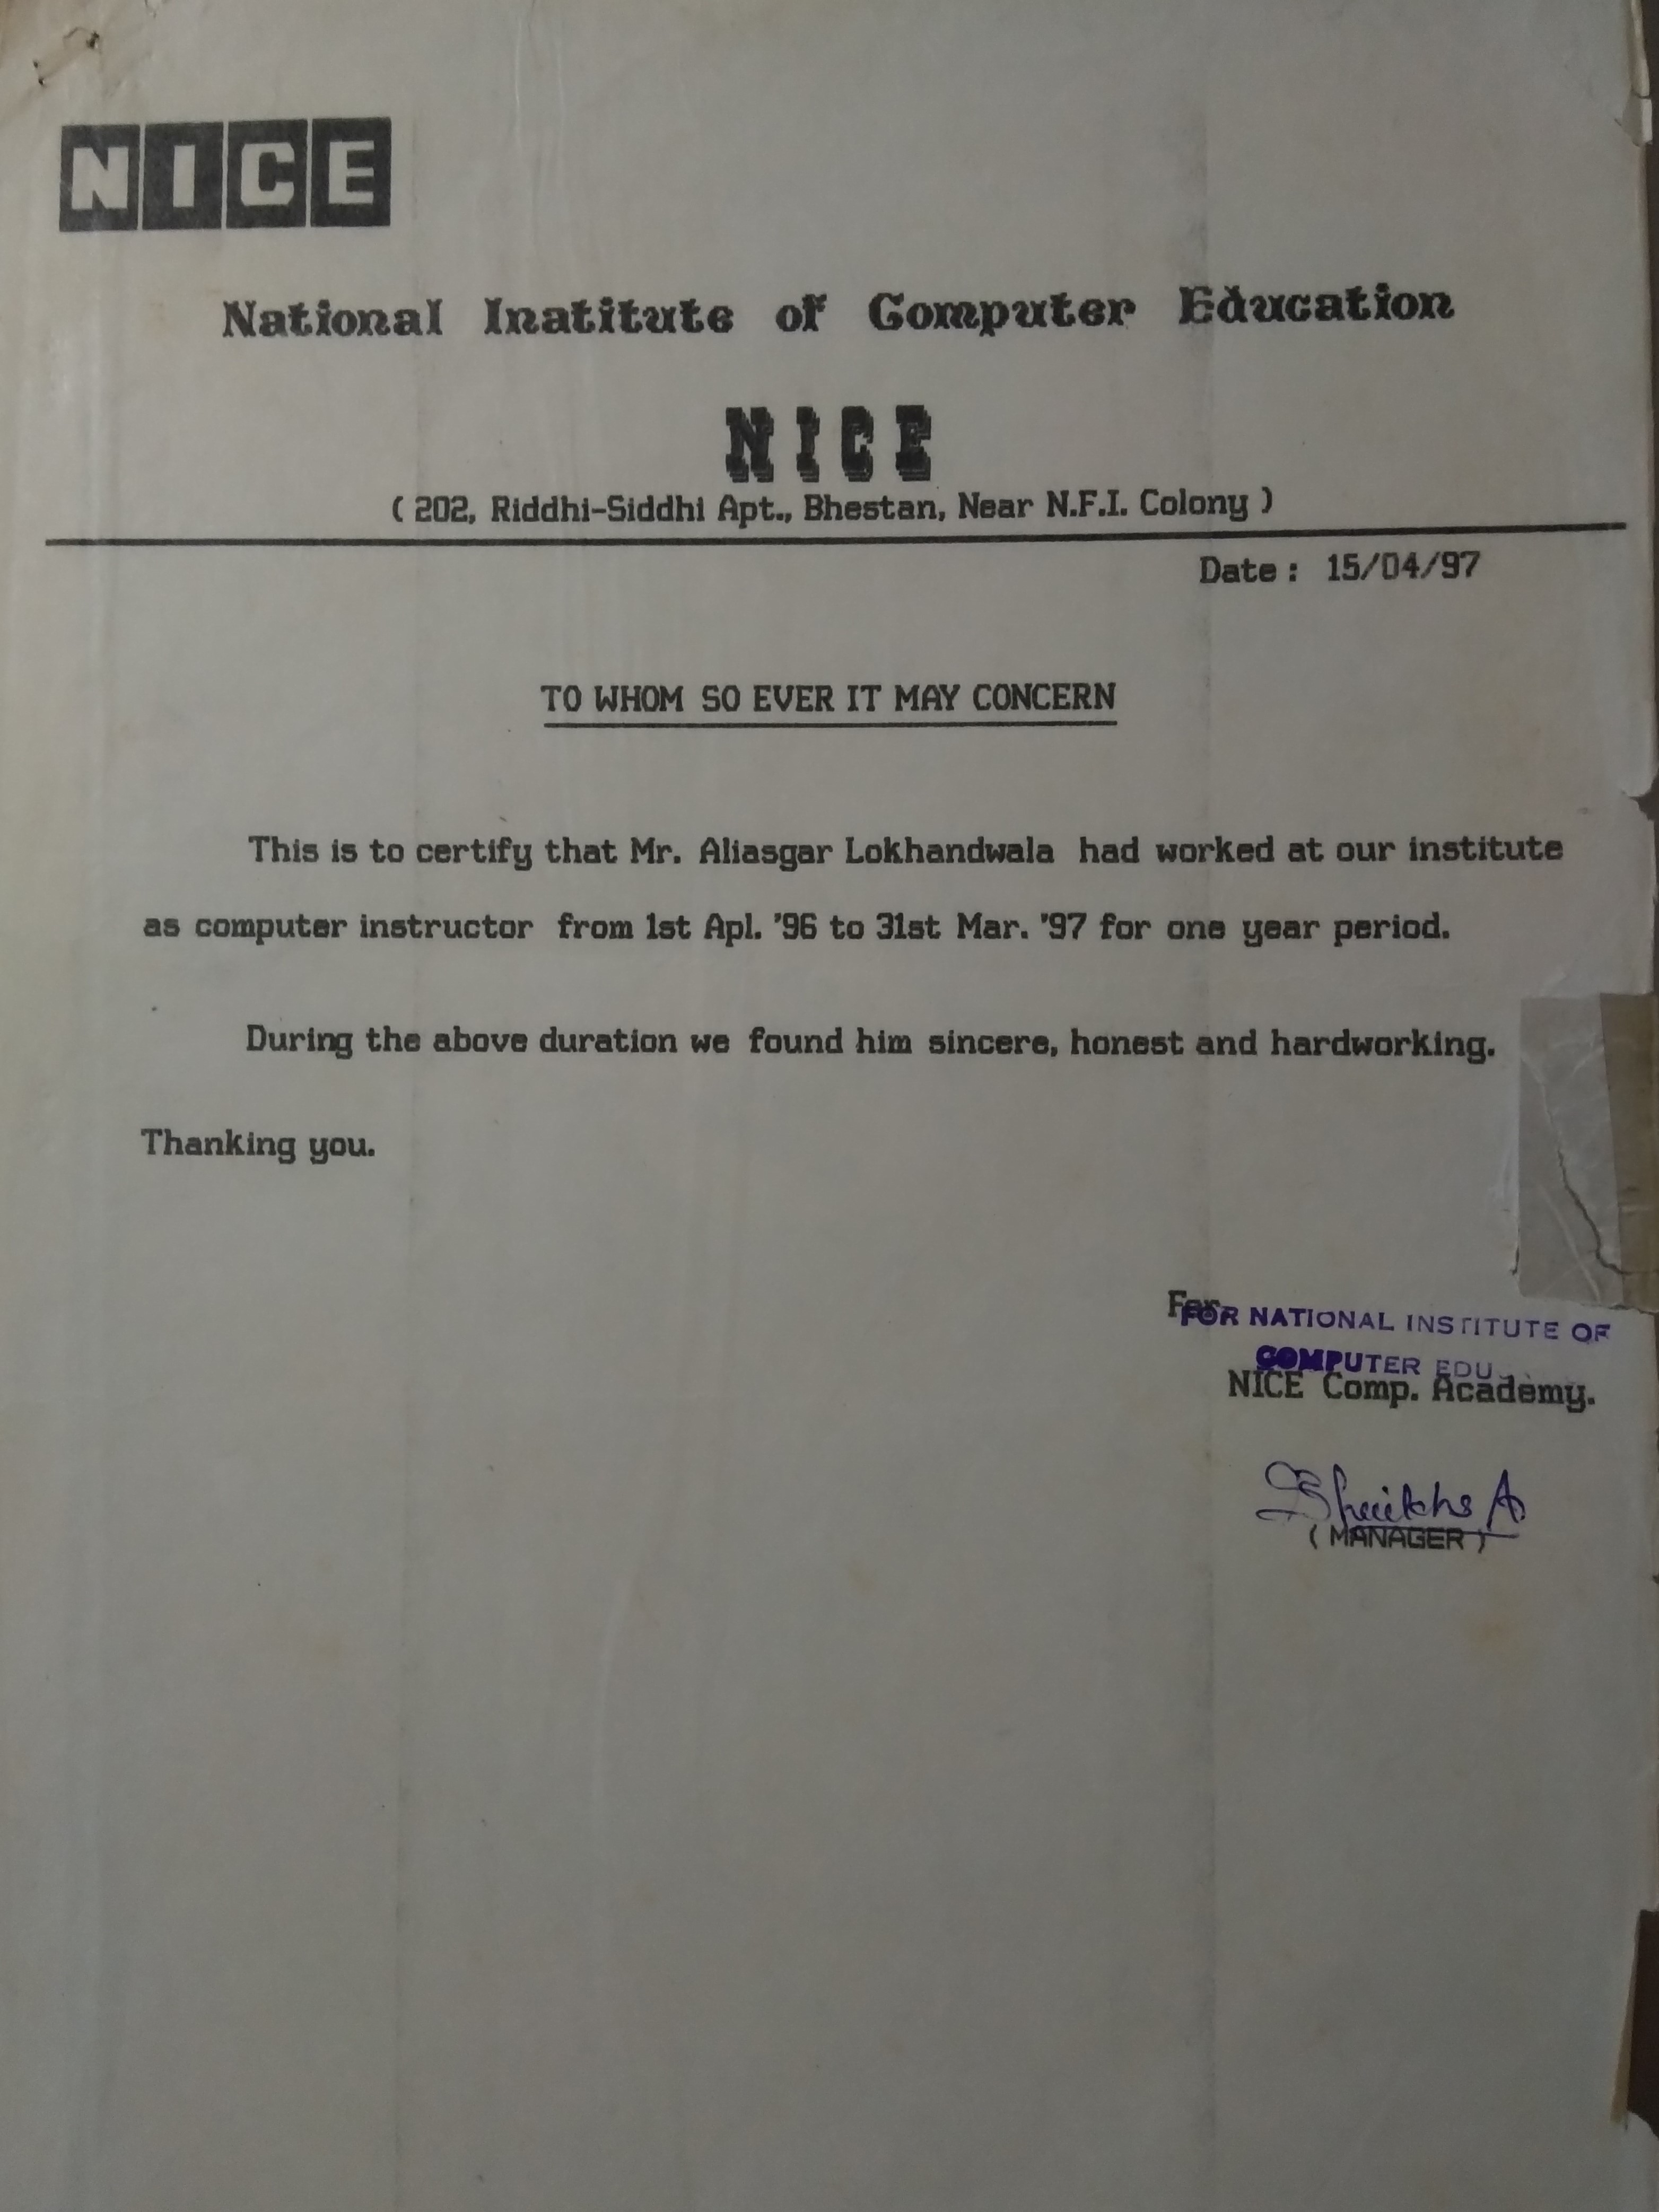 NICE
National Inatitute of Computer Education
NICE
( 202, Riddhi-Siddhi Apt., Bhestan, Near N.F.I. Colony )
Date : 15/04/97
TO WHOM SO EVER IT MAY CONCERN
This is to certify that Mr. Aliasgar Lokhandwala had worked at our institute
as computer instructor from 1st Apl. '96 to 31st Mar. '97 for one year period.
During the above duration we found him sincere, honest and hardworking.
Thanking you.
For
FOR NATIONAL INSTITUTE OF
COMPUTER EDU
NICE Comp. Academy.
( MANAGER )